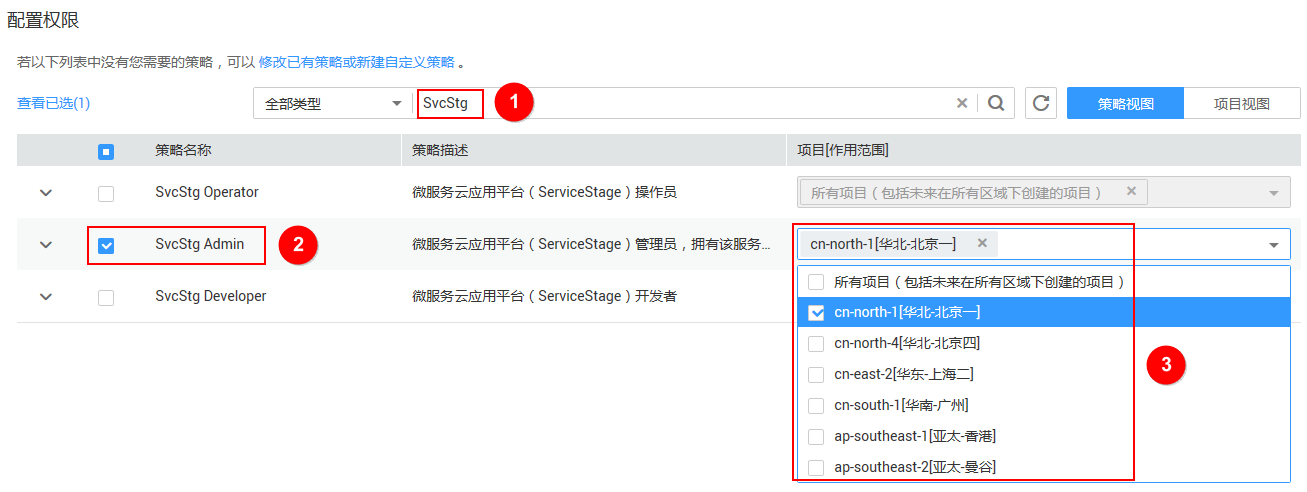 配置权限
若以下列表中没有您需要的策略，可以 修改已有策略或新建自定义策略 。
查看已选(1) 全部类型 SvcStg 1 策略视图 项目视图
策略名称 策略描述 项目[作用范围]
SvcStg Operator 微服务云应用平台（ServiceStage）操作员 所有项目（包括未来在所有区域下创建的项目）
SvcStg Admin 2 微服务云应用平台（ServiceStage）管理员，拥有该服务... cn-north-1[华北-北京一]
SvcStg Developer 微服务云应用平台（ServiceStage）开发者
所有项目（包括未来在所有区域下创建的项目）
cn-north-1[华北-北京一]
cn-north-4[华北-北京四]
cn-east-2[华东-上海二]
3
cn-south-1[华南-广州]
ap-southeast-1[亚太-香港]
ap-southeast-2[亚太-曼谷]